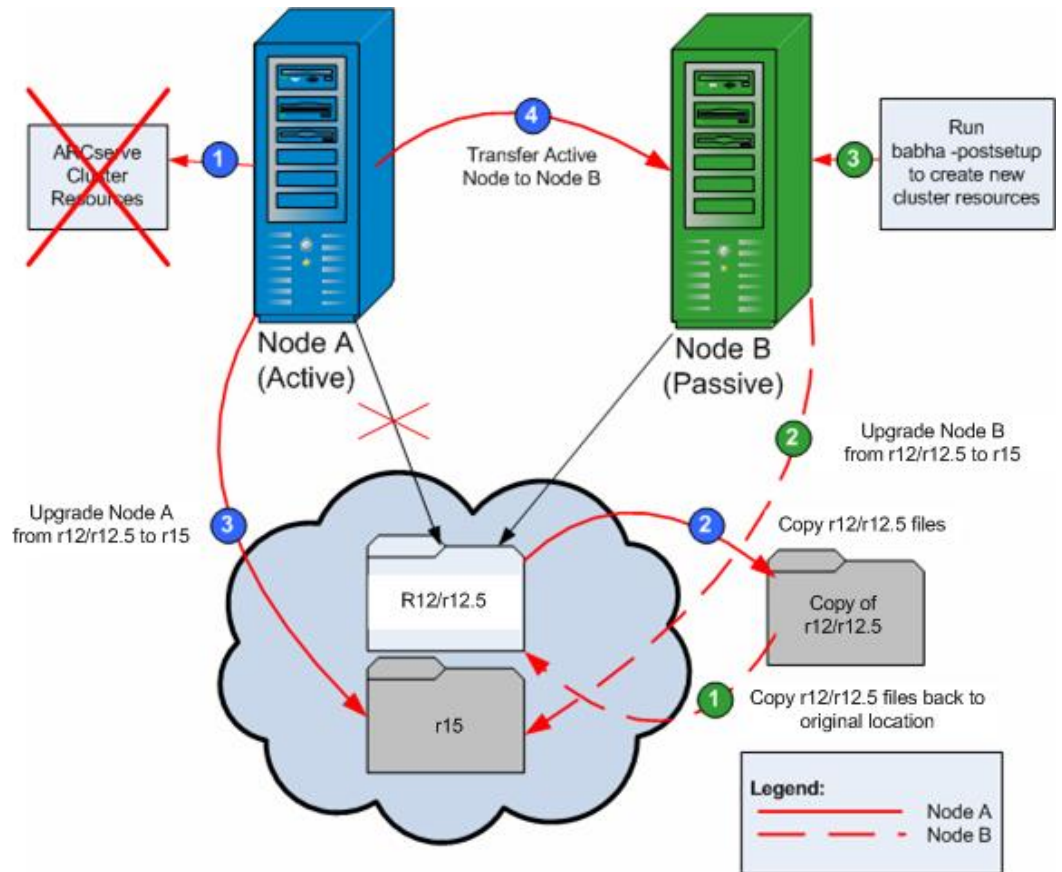 1
ARCserve
Cluster
Resources
4
Transfer Active
Node to Node B
3
Run
babha -postsetup
to create new
cluster resources
Node A
(Active)
Node B
(Passive)
2
Upgrade Node B
from r12/r12.5 to r15
Upgrade Node A
from r12/r12.5 to r15
3
2
Copy r12/r12.5 files
R12/r12.5
Copy of
r12/r12.5
1
Copy r12/r12.5 files back to
original location
r15
Legend:
Node A
Node B